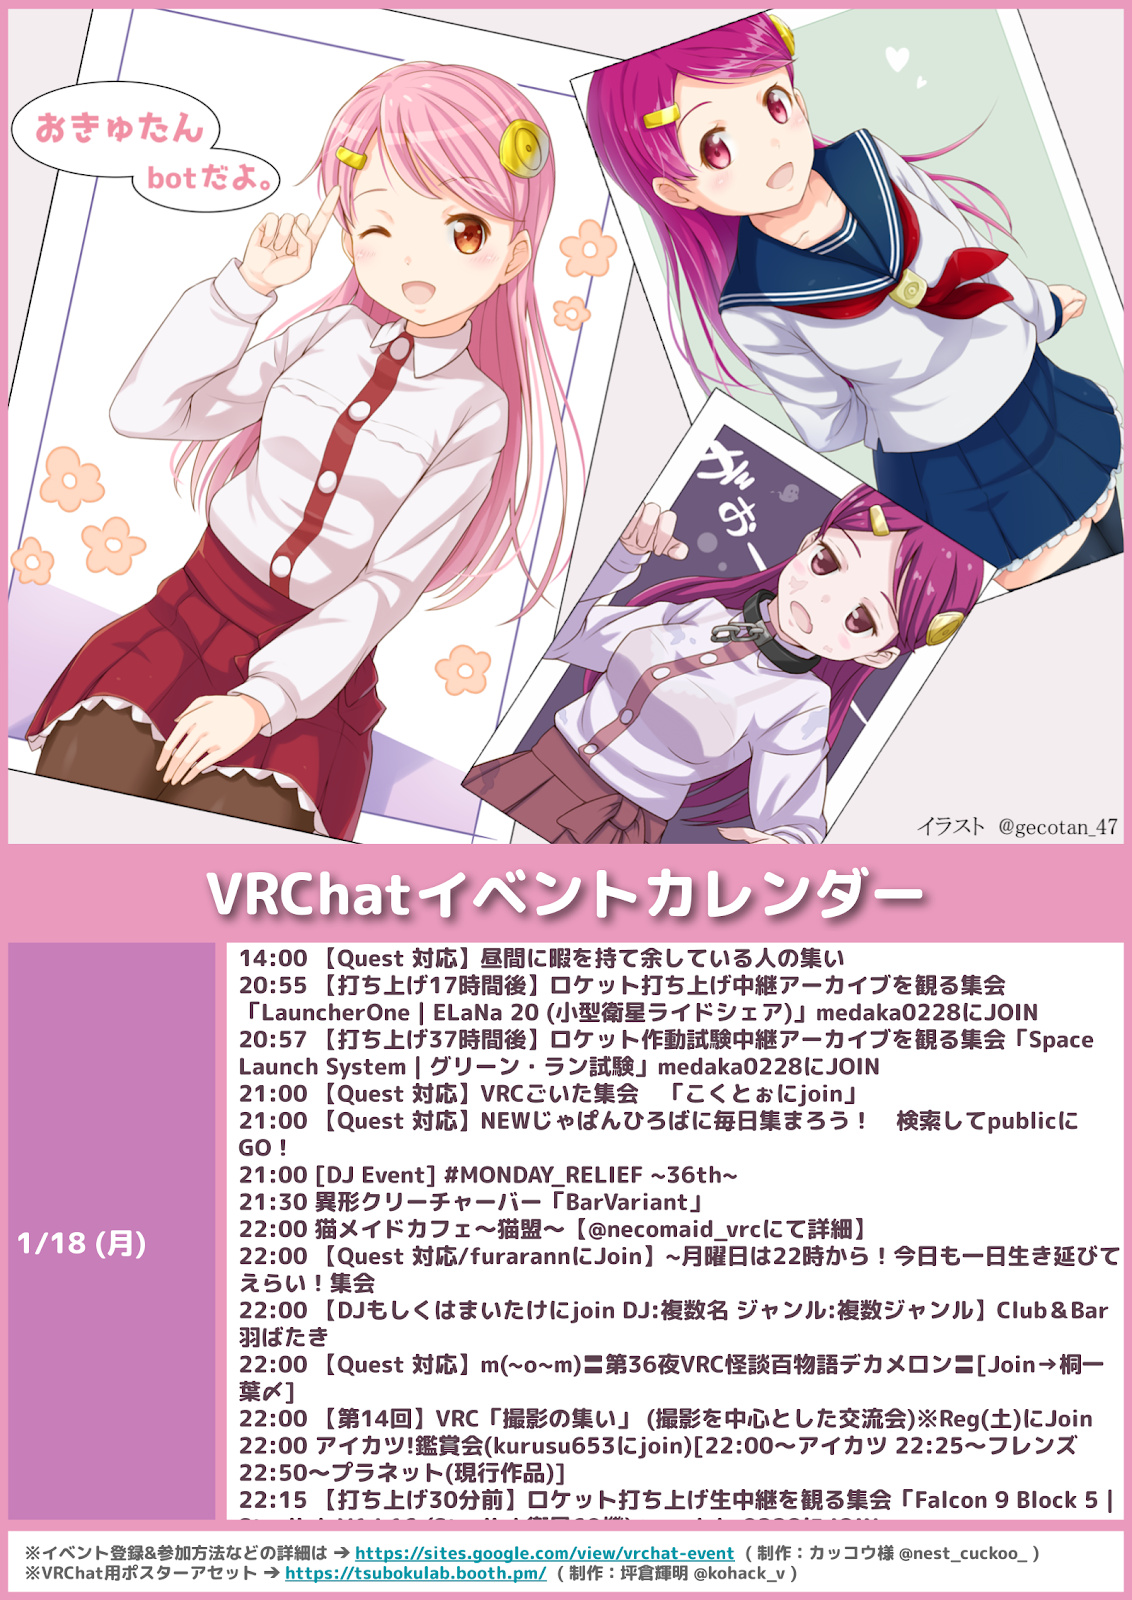 おきゅたん
botだよ。
がおー
イラスト @gecotan_47
VRChatイベントカレンダー
1/18 (月)
14:00 【Quest 対応】昼間に暇を持て余している人の集い
20:55 【打ち上げ17時間後】ロケット打ち上げ中継アーカイブを観る集会
「LauncherOne | ELaNa 20 (小型衛星ライドシェア)」medaka0228にJOIN
20:57 【打ち上げ37時間後】ロケット作動試験中継アーカイブを観る集会「Space
Launch System | グリーン・ラン試験」medaka0228にJOIN
21:00 【Quest 対応】VRCごいた集会　「こくとぉにjoin」
21:00 【Quest 対応】NEWじゃぱんひろばに毎日集まろう！　検索してpublicに
GO！
21:00 [DJ Event] #MONDAY_RELIEF ~36th~
21:30 異形クリーチャーバー「BarVariant」
22:00 猫メイドカフェ～猫盟～【@necomaid_vrcにて詳細】
22:00 【Quest 対応/furarannにJoin】~月曜日は22時から！今日も一日生き延びて
えらい！集会
22:00 【DJもしくはまいたけにjoin DJ:複数名 ジャンル:複数ジャンル】Club＆Bar
羽ばたき
22:00 【Quest 対応】m(~o~m)〓第36夜VRC怪談百物語デカメロン〓[Join→桐一
葉〆]
22:00 【第14回】VRC「撮影の集い」 (撮影を中心とした交流会)※Reg(土)にJoin
22:00 アイカツ!鑑賞会(kurusu653にjoin)[22:00～アイカツ 22:25～フレンズ
22:50～プラネット(現行作品)]
22:15 【打ち上げ30分前】ロケット打ち上げ生中継を観る集会「Falcon 9 Block 5 |
※イベント登録&参加方法などの詳細は → https://sites.google.com/view/vrchat-event ( 制作：カッコウ様 @nest_cuckoo_ )
※VRChat用ポスターアセット → https://tsubokulab.booth.pm/ ( 制作：坪倉輝明 @kohack_v )